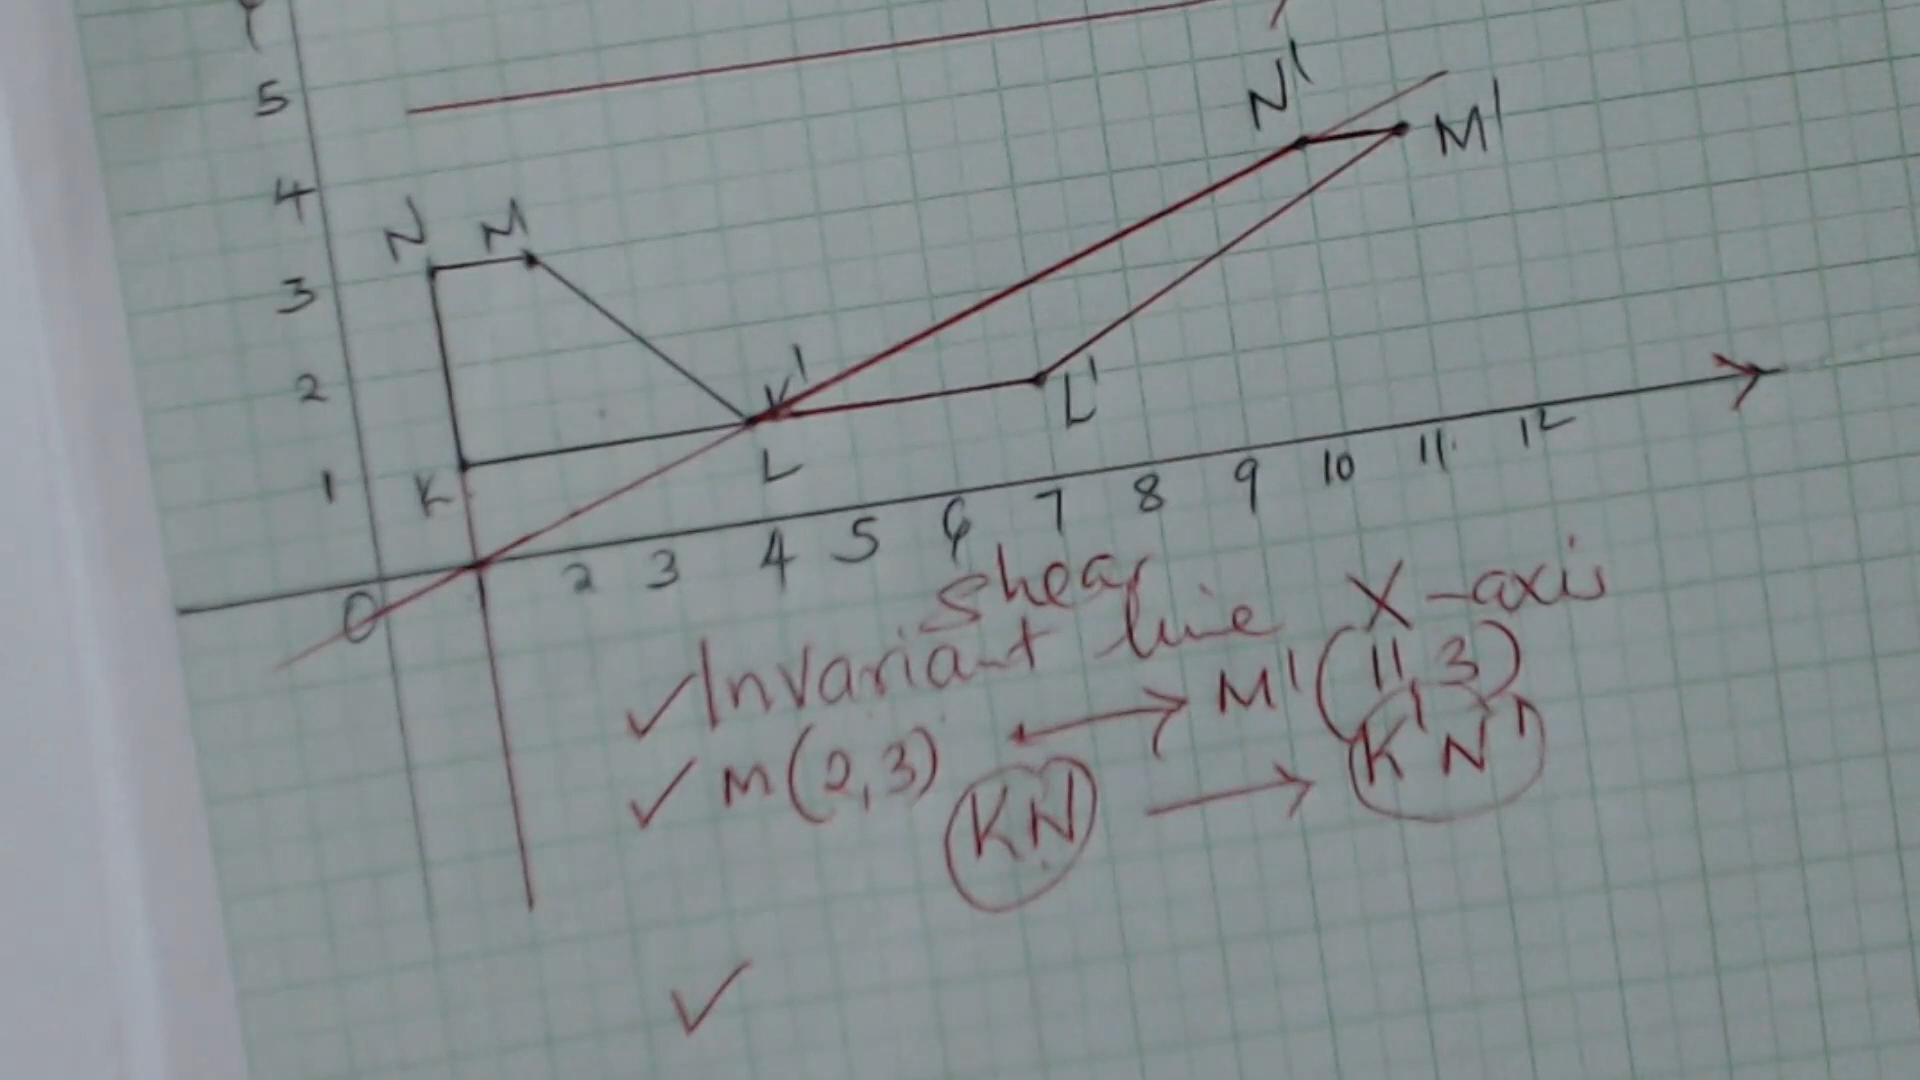 Y
5
N' M'
4
N M
3
2
K' L'
1 K L
O 2 3 4 5 6 7 8 9 10 11 12
shear
✓ Invariant line X-axis
✓ M(2,3) ⟷ M'(11,3)
KN → K'N'
✓